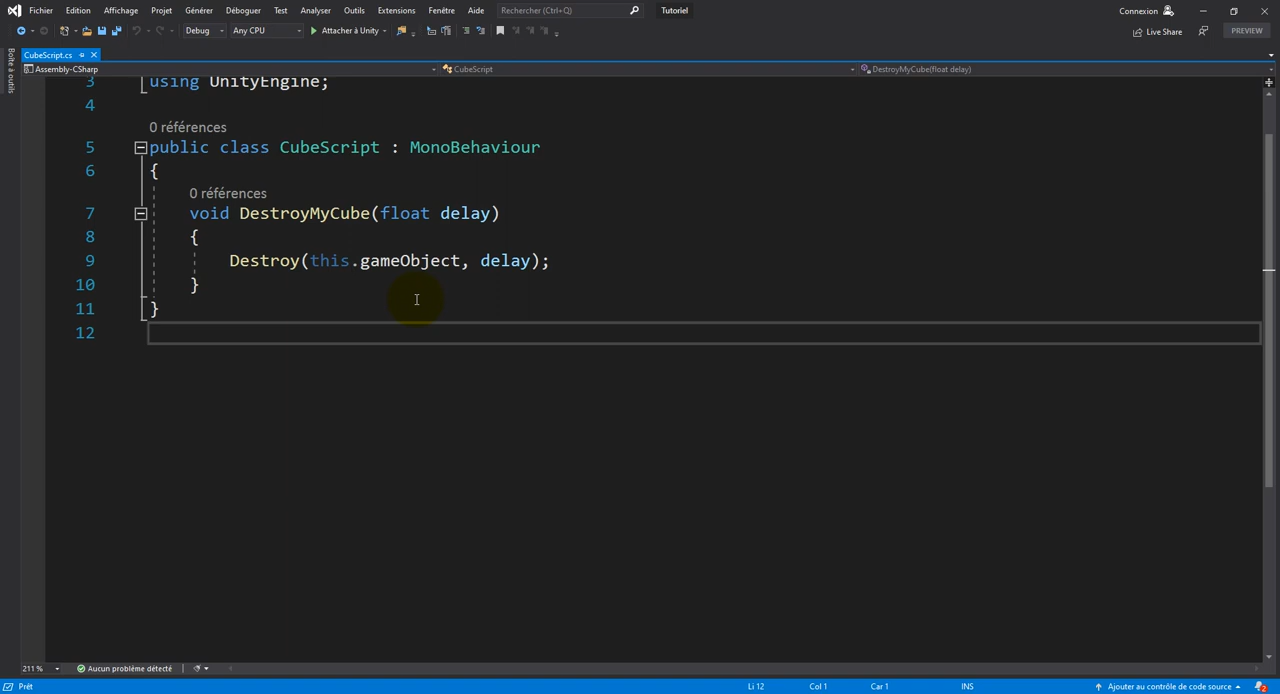 Fichier Edition Affichage Projet Générer Déboguer Test Analyser Outils Extensions Fenêtre Aide Rechercher (Ctrl+Q) Tutoriel Connexion
Debug Any CPU Attacher à Unity Live Share PREVIEW
Boîte à outils
CubeScript.cs
Assembly-CSharp CubeScript DestroyMyCube(float delay)
3 using UnityEngine;
4
0 références
5 public class CubeScript : MonoBehaviour
6 {
0 références
7 void DestroyMyCube(float delay)
8 {
9 Destroy(this.gameObject, delay);
10 }
11 }
12
211 % Aucun problème détecté
Prêt Li 12 Col 1 Car 1 INS Ajouter au contrôle de code source 2